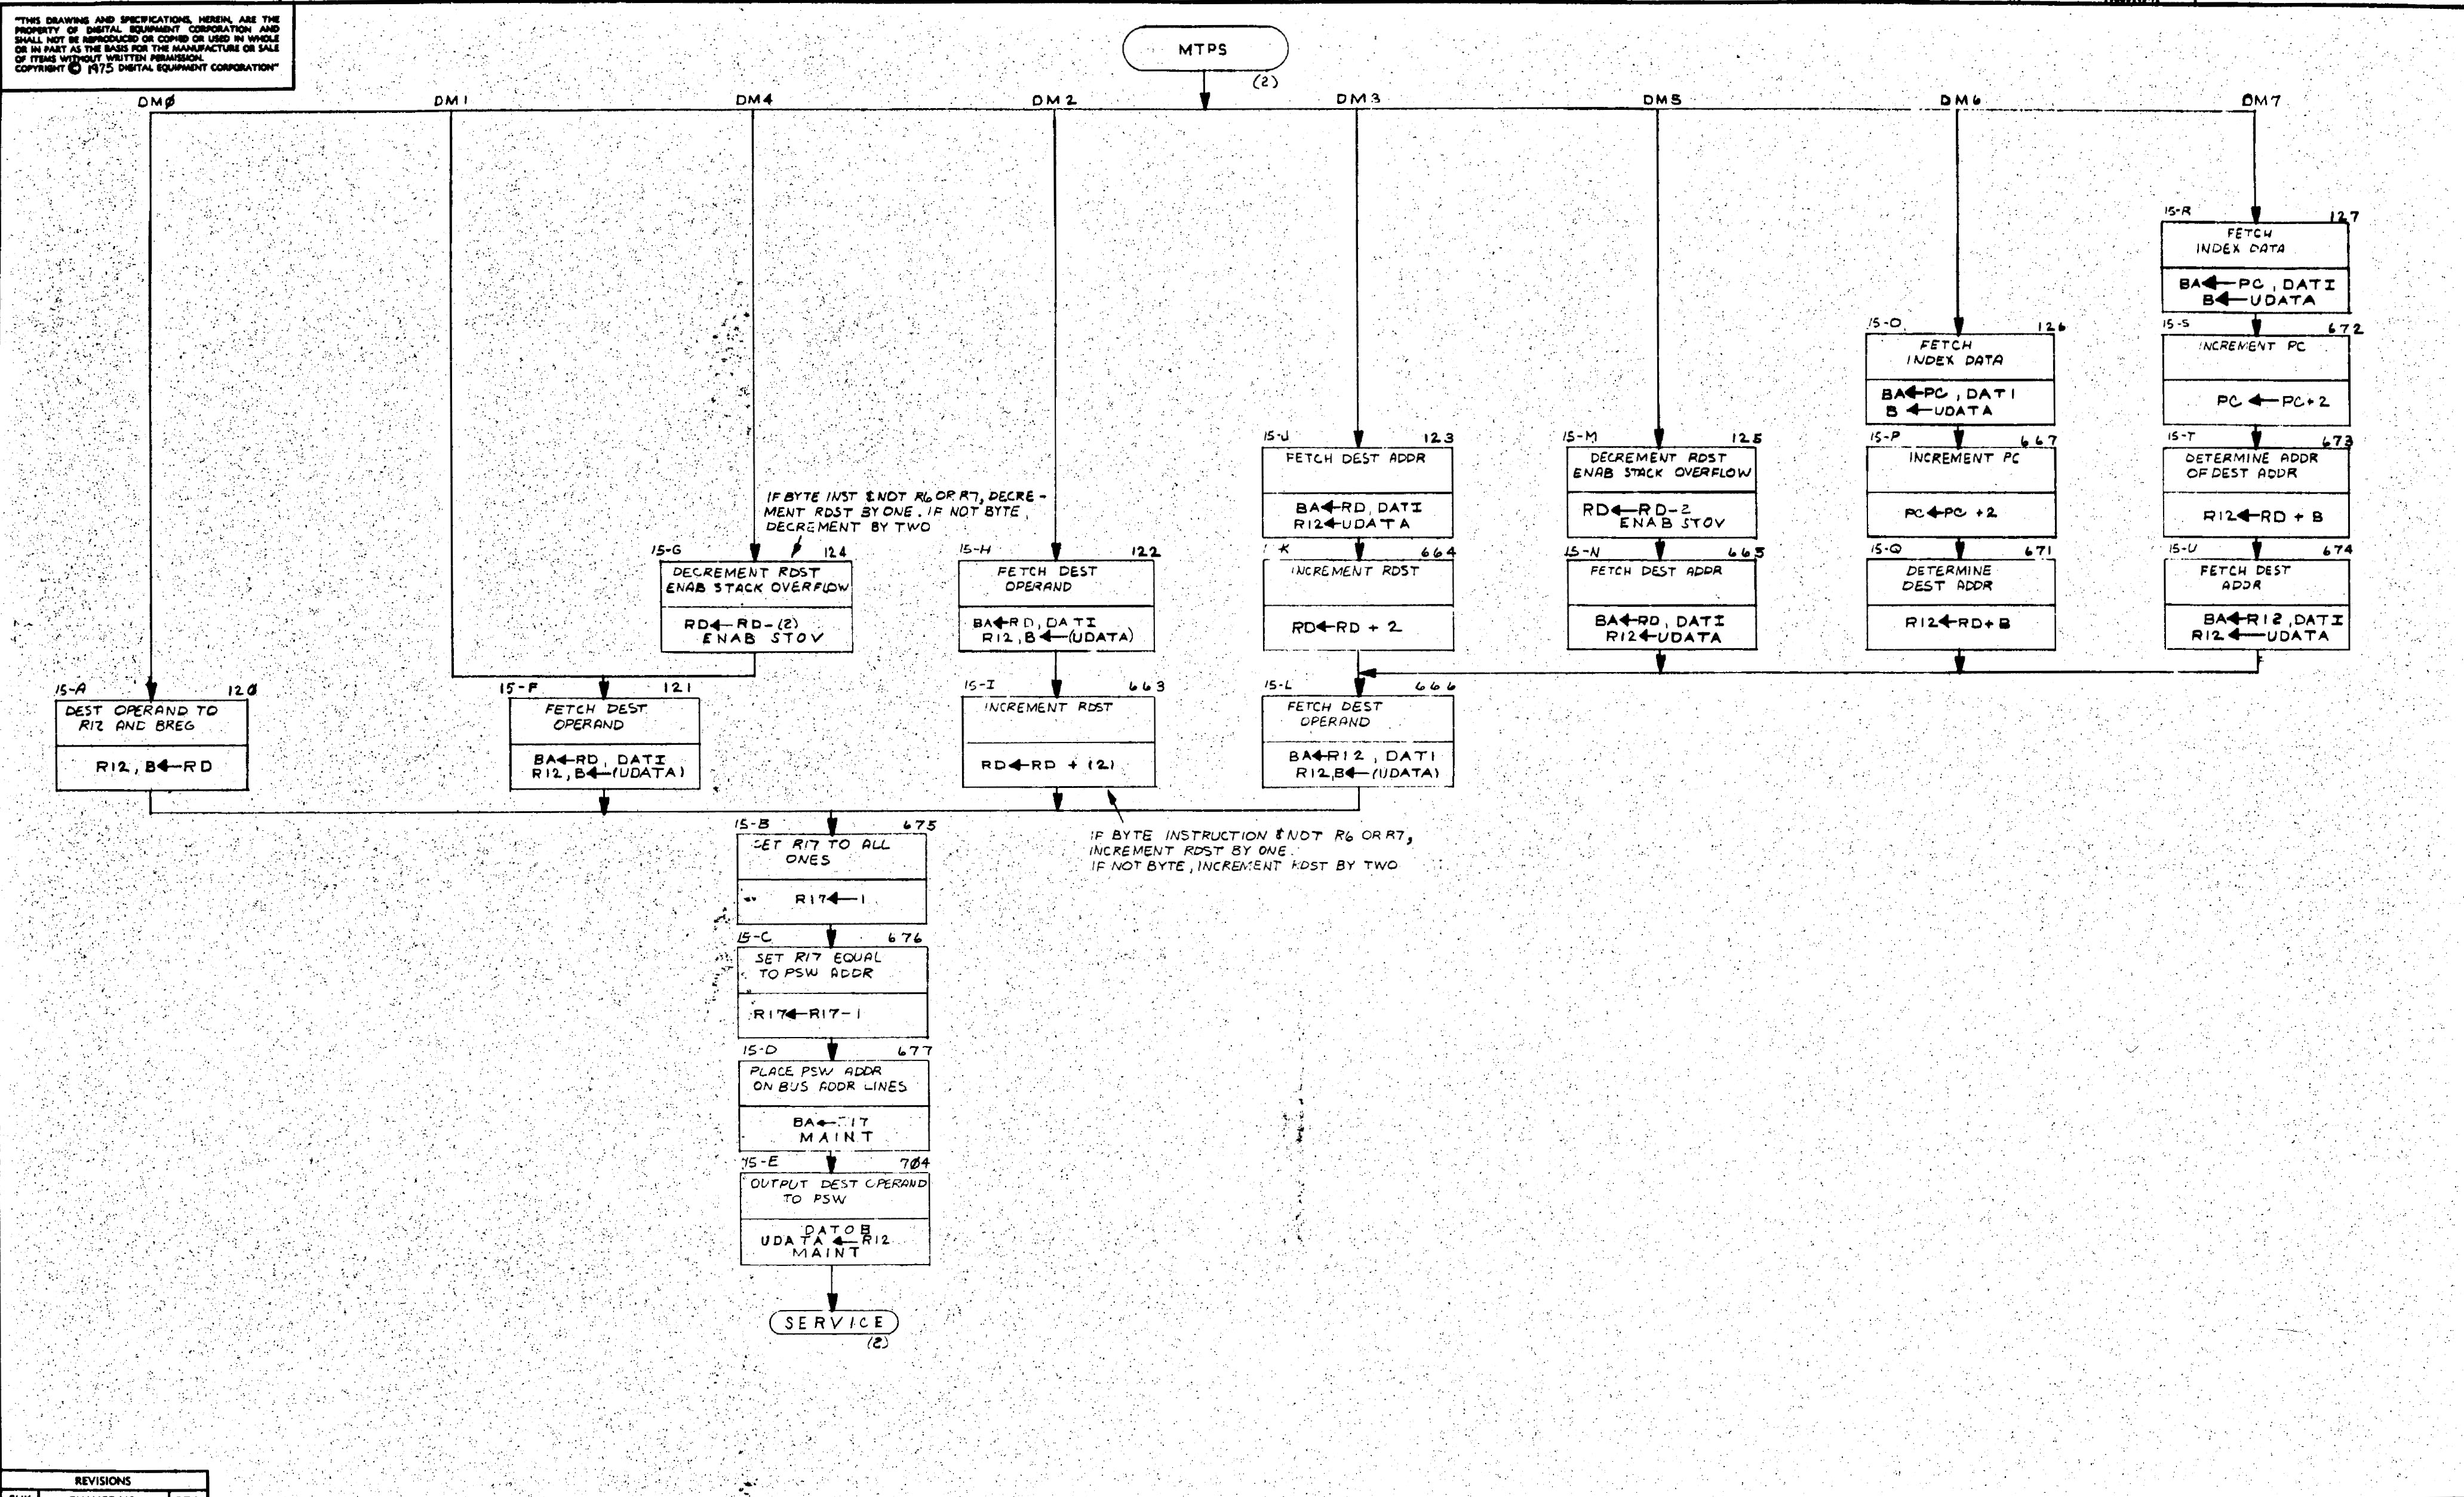 "THIS DRAWING AND SPECIFICATIONS, HEREIN, ARE THE
PROPERTY OF DIGITAL EQUIPMENT CORPORATION AND
SHALL NOT BE REPRODUCED OR COPIED OR USED IN WHOLE
OR IN PART AS THE BASIS FOR THE MANUFACTURE OR SALE
OF ITEMS WITHOUT WRITTEN PERMISSION.
COPYRIGHT © 1975 DIGITAL EQUIPMENT CORPORATION"
MTPS
(2)
DMØ
DM1
DM4
DM2
DM3
DM5
DM6
DM7
15-R 127
FETCH
INDEX DATA
BA←PC, DATI
B←UDATA
15-O 126
FETCH
INDEX DATA
BA←PC, DATI
B←UDATA
15-S 672
INCREMENT PC
PC←PC+2
15-J 123
FETCH DEST ADDR
BA←RD, DATI
R12←UDATA
15-M 125
DECREMENT RDST
ENAB STACK OVERFLOW
RD←RD-2
ENAB STOV
15-P 667
INCREMENT PC
PC←PC+2
15-T 673
DETERMINE ADDR
OF DEST ADDR
R12←RD + B
IF BYTE INST & NOT R6 OR R7, DECRE-
MENT RDST BY ONE. IF NOT BYTE,
DECREMENT BY TWO
15-G 124
DECREMENT RDST
ENAB STACK OVERFLOW
RD←RD-(2)
ENAB STOV
15-H 122
FETCH DEST
OPERAND
BA←RD, DATI
R12, B←(UDATA)
K 664
INCREMENT RDST
RD←RD + 2
15-N 665
FETCH DEST ADDR
BA←RD, DATI
R12←UDATA
15-Q 671
DETERMINE
DEST ADDR
R12←RD+B
15-U 674
FETCH DEST
ADDR
BA←R12, DATI
R12←UDATA
15-A 12Ø
DEST OPERAND TO
R12 AND BREG
R12, B←RD
15-F 121
FETCH DEST
OPERAND
BA←RD, DATI
R12, B←(UDATA)
15-I 663
INCREMENT RDST
RD←RD + (2)
15-L 666
FETCH DEST
OPERAND
BA←R12, DATI
R12, B←(UDATA)
IF BYTE INSTRUCTION & NOT R6 OR R7,
INCREMENT RDST BY ONE.
IF NOT BYTE, INCREMENT RDST BY TWO
15-B 675
SET R17 TO ALL
ONES
R17←1
15-C 676
SET R17 EQUAL
TO PSW ADDR
R17←R17-1
15-D 677
PLACE PSW ADDR
ON BUS ADDR LINES
BA←R17
MAINT
15-E 7Ø4
OUTPUT DEST OPERAND
TO PSW
DATOB
UDATA←R12
MAINT
SERVICE
(2)
REVISIONS